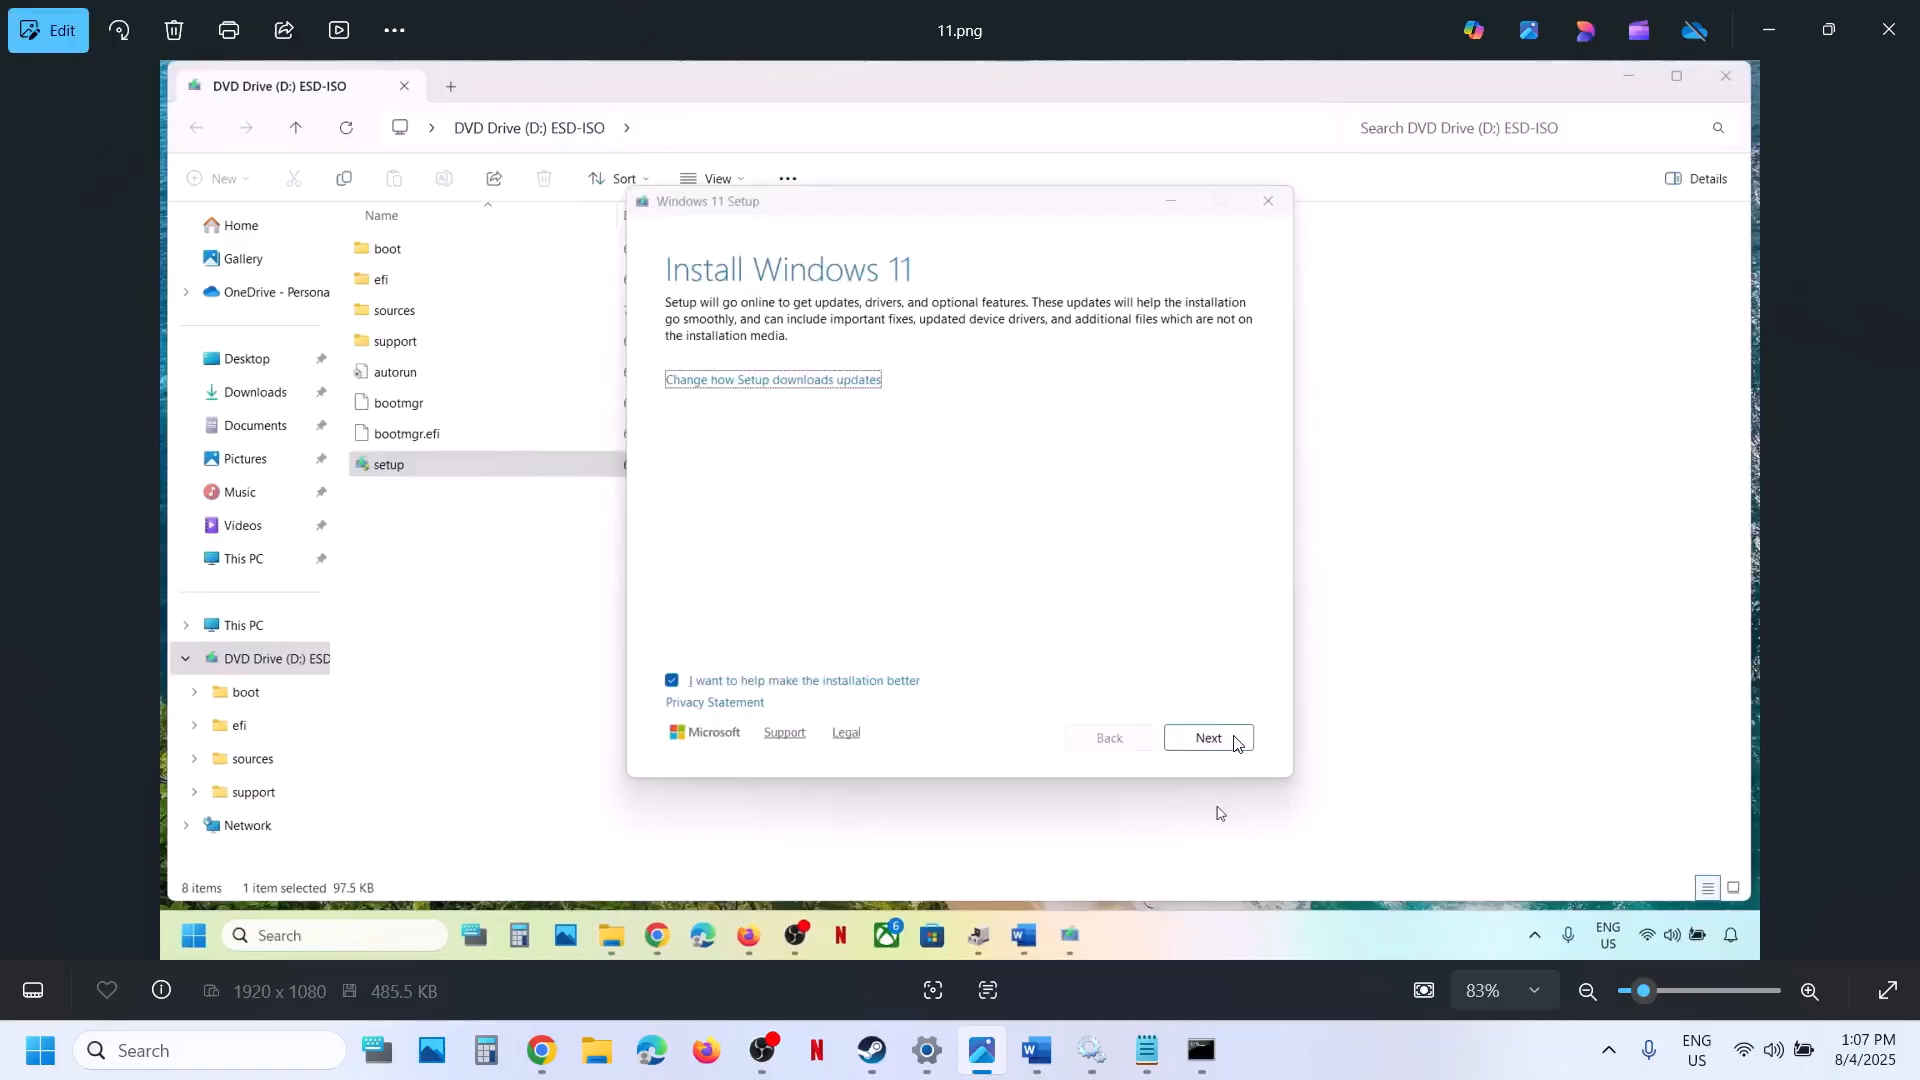 Edit
11.png
DVD Drive (D:) ESD-ISO
DVD Drive (D:) ESD-ISO
Search DVD Drive (D:) ESD-ISO
New
Sort
View
Details
Home
Gallery
OneDrive - Persona
Desktop
Downloads
Documents
Pictures
Music
Videos
This PC
This PC
DVD Drive (D:) ESD
boot
efi
sources
support
Network
Name
boot
efi
sources
support
autorun
bootmgr
bootmgr.efi
setup
Windows 11 Setup
Install Windows 11
Setup will go online to get updates, drivers, and optional features. These updates will help the installation
go smoothly, and can include important fixes, updated device drivers, and additional files which are not on
the installation media.
Change how Setup downloads updates
I want to help make the installation better
Privacy Statement
Microsoft Support Legal
Back
Next
8 items 1 item selected 97.5 KB
Search
6
ENG
US
1920 x 1080 485.5 KB
83%
Search
ENG
US
1:07 PM
8/4/2025